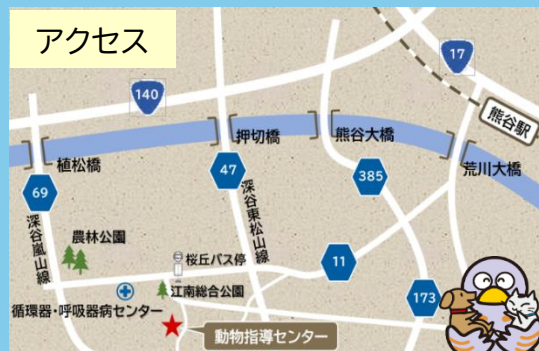 アクセス
17
140
熊谷駅
植松橋
押切橋
熊谷大橋
荒川大橋
69
47
385
深谷嵐山線
深谷東松山線
農林公園
桜丘バス停
11
江南総合公園
循環器・呼吸器病センター
173
動物指導センター